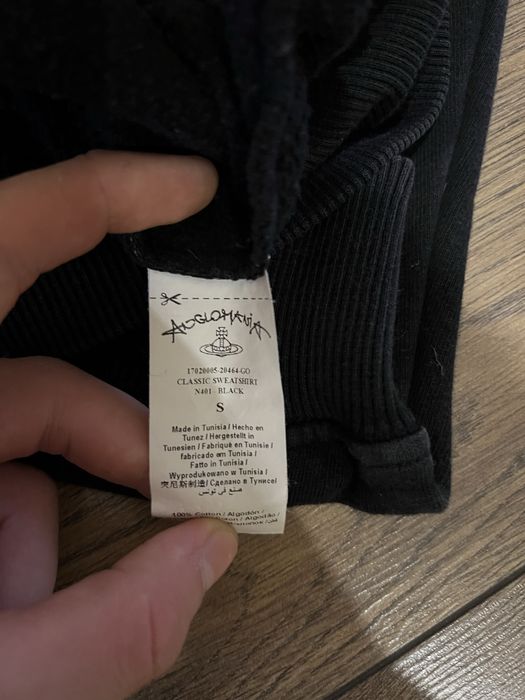 ANGLOMANIA
17020005-20464-GO
CLASSIC SWEATSHIRT
N401 - BLACK
S
Made in Tunisia / Hecho en
Tunez / Hergestellt in
Tunesien / Fabriqué en Tunisie /
fabricado em Tunisia /
Fatto in Tunisia /
Wyprodukowano w Tunisia /
突尼斯制造/ Сделано в Тунисе/
صنع في تونس
100% Cotton / Algodón /
Algodão /